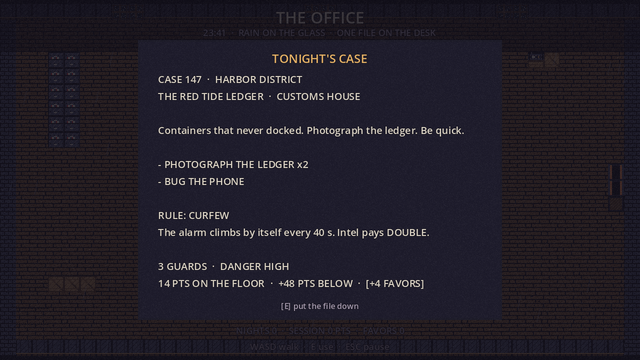 THE OFFICE
23:41 · RAIN ON THE GLASS · ONE FILE ON THE DESK
TONIGHT'S CASE
CASE 147 · HARBOR DISTRICT
THE RED TIDE LEDGER · CUSTOMS HOUSE
Containers that never docked. Photograph the ledger. Be quick.
- PHOTOGRAPH THE LEDGER x2
- BUG THE PHONE
RULE: CURFEW
The alarm climbs by itself every 40 s. Intel pays DOUBLE.
3 GUARDS · DANGER HIGH
14 PTS ON THE FLOOR · +48 PTS BELOW · [+4 FAVORS]
[E] put the file down
WASD walk · E use · ESC pause